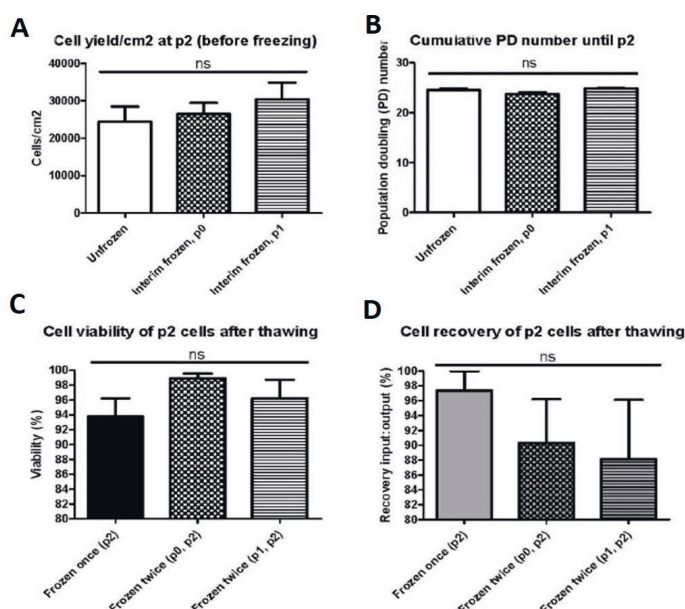 A
Cell yield/cm2 at p2 (before freezing)
ns
Cells/cm2
40000
30000
20000
10000
0
Unfrozen
Interim frozen, p0
Interim frozen, p1
B
Cumulative PD number until p2
ns
Population doubling (PD) number
30
20
10
0
Unfrozen
Interim frozen, p0
Interim frozen, p1
C
Cell viability of p2 cells after thawing
ns
Viability (%)
100
98
96
94
92
90
88
86
84
82
80
Frozen once (p2)
Frozen twice (p0, p2)
Frozen twice (p1, p2)
D
Cell recovery of p2 cells after thawing
ns
Recovery input:output (%)
100
98
96
94
92
90
88
86
84
82
80
Frozen once (p2)
Frozen twice (p0, p2)
Frozen twice (p1, p2)